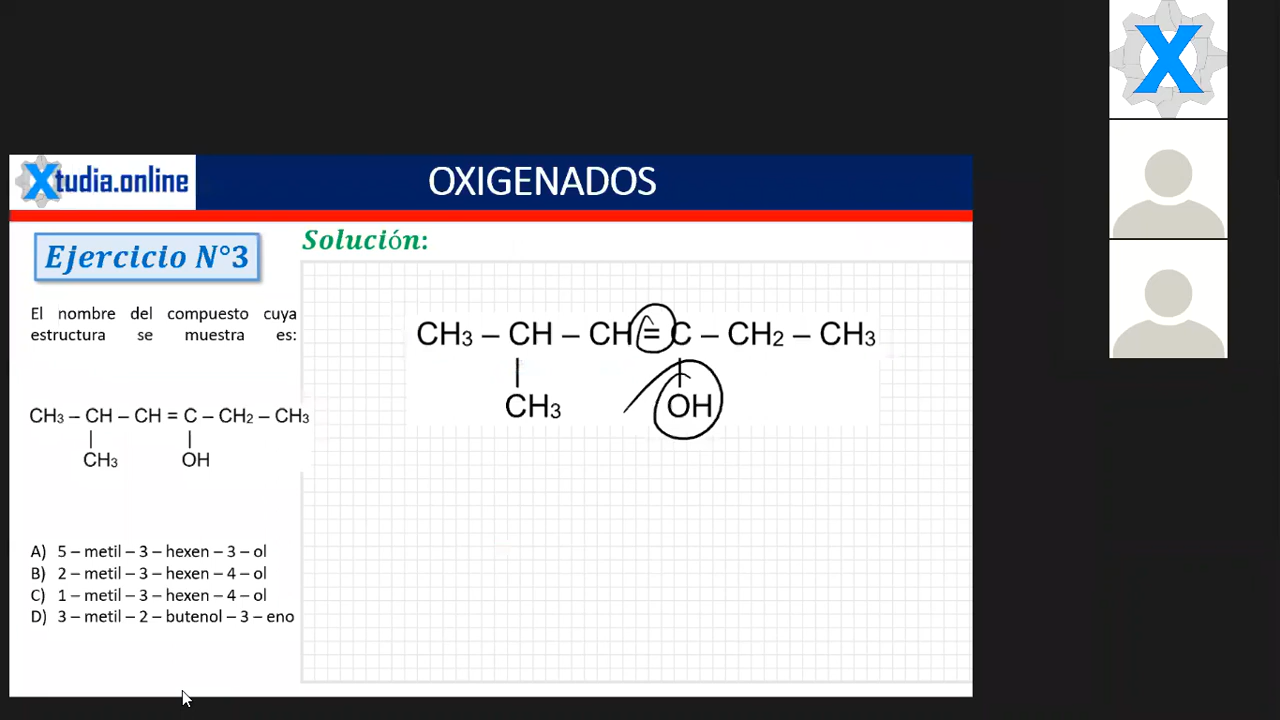 Xtudia.online
OXIGENADOS
X
Ejercicio N°3
Solución:
El nombre del compuesto cuya
estructura se muestra es:
CH3 – CH – CH = C – CH2 – CH3
| |
CH3 OH
A) 5 – metil – 3 – hexen – 3 – ol
B) 2 – metil – 3 – hexen – 4 – ol
C) 1 – metil – 3 – hexen – 4 – ol
D) 3 – metil – 2 – butenol – 3 – eno
CH3 – CH – CH = C – CH2 – CH3
| |
CH3 OH